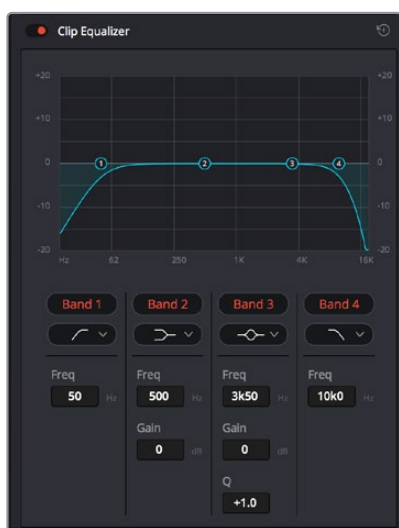 Clip Equalizer
+20 +20
+10 +10
1 2 3 4
0 0
-10 -10
-20 -20
Hz 62 250 1K 4K 16K
Band 1 Band 2 Band 3 Band 4
Freq Freq Freq Freq
50 Hz 500 Hz 3k50 Hz 10k0 Hz
Gain Gain
0 dB 0 dB
Q
+1.0